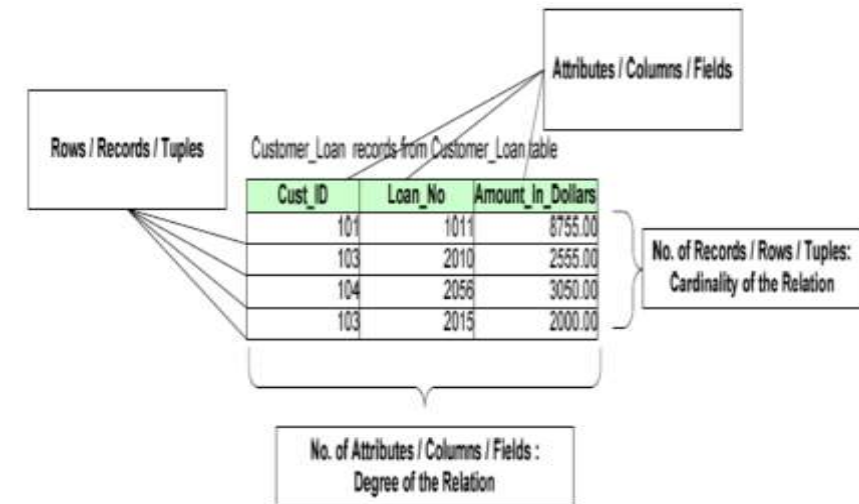 Attributes / Columns / Fields
Rows / Records / Tuples
Customer_Loan records from Customer_Loan table
Cust_ID Loan_No Amount_in_Dollars
101 1011 8755.00
103 2010 2555.00
104 2056 3050.00
103 2015 2000.00
No. of Records / Rows / Tuples:
Cardinality of the Relation
No. of Attributes / Columns / Fields :
Degree of the Relation